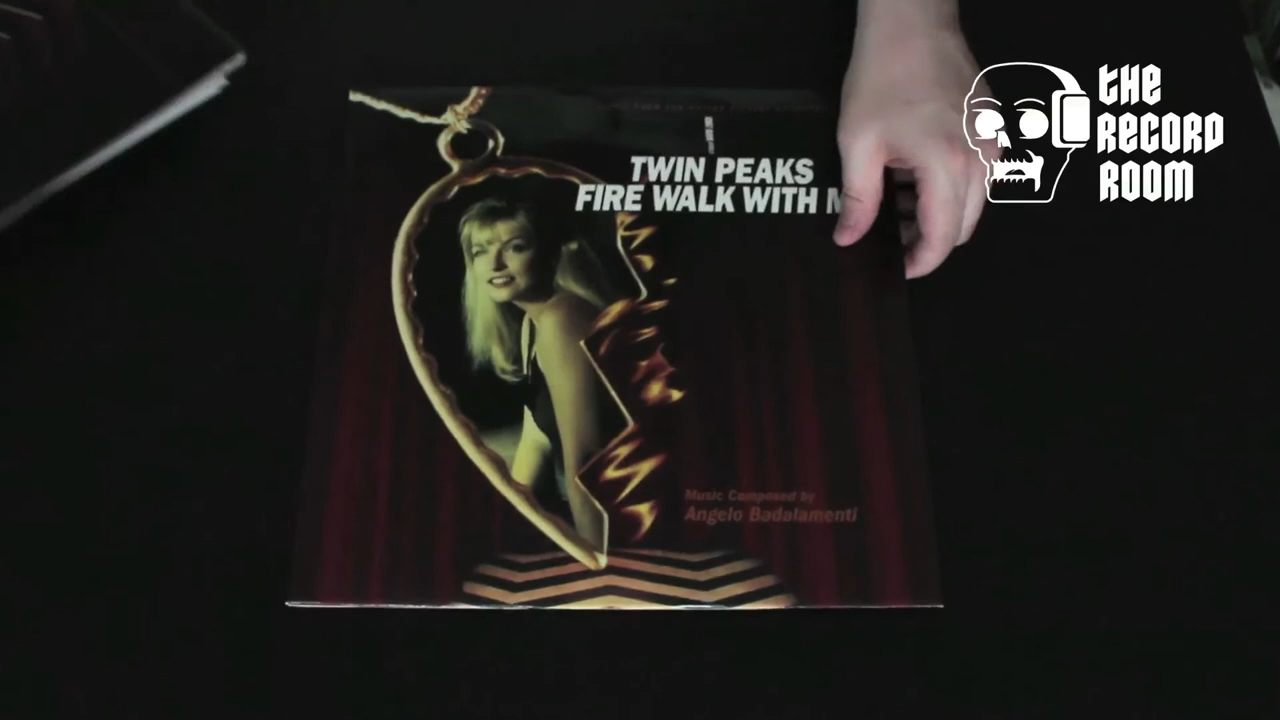 TWIN PEAKS
FIRE WALK WITH M
Music Composed by
Angelo Badalamenti
THE
RECORD
ROOM